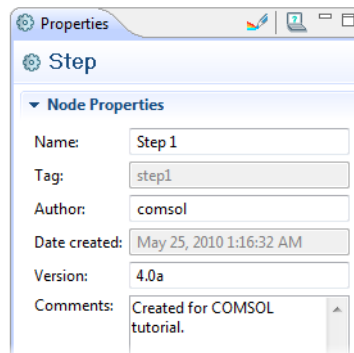 Properties
Step
Node Properties
Name: Step 1
Tag: step1
Author: comsol
Date created: May 25, 2010 1:16:32 AM
Version: 4.0a
Comments: Created for COMSOL
tutorial.